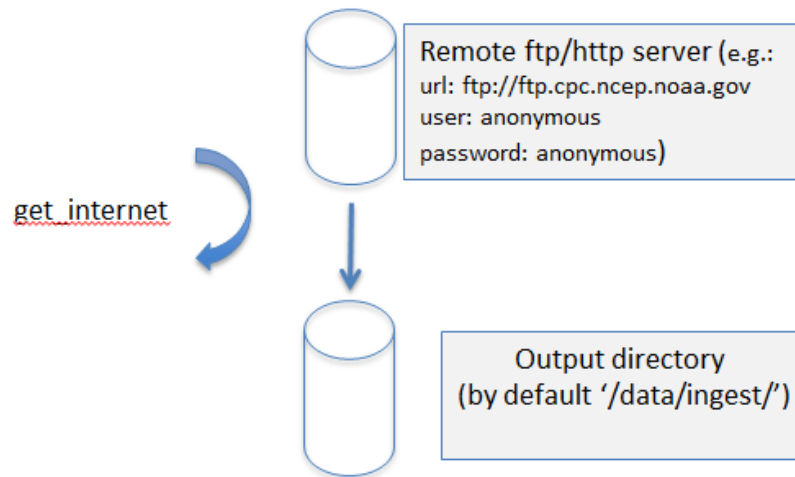 Remote ftp/http server (e.g.:
url: ftp://ftp.cpc.ncep.noaa.gov
user: anonymous
password: anonymous)
get_internet
Output directory
(by default ‘/data/ingest/’)